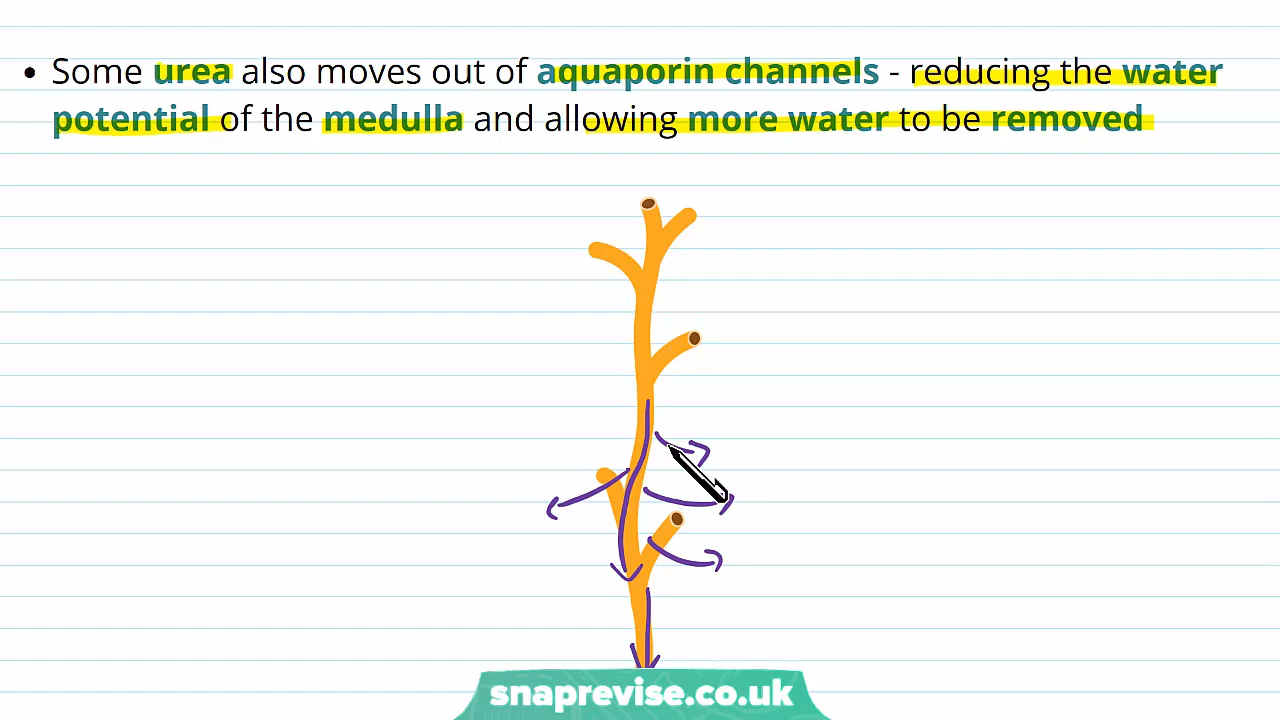 • Some urea also moves out of aquaporin channels - reducing the water
potential of the medulla and allowing more water to be removed
snaprevise.co.uk